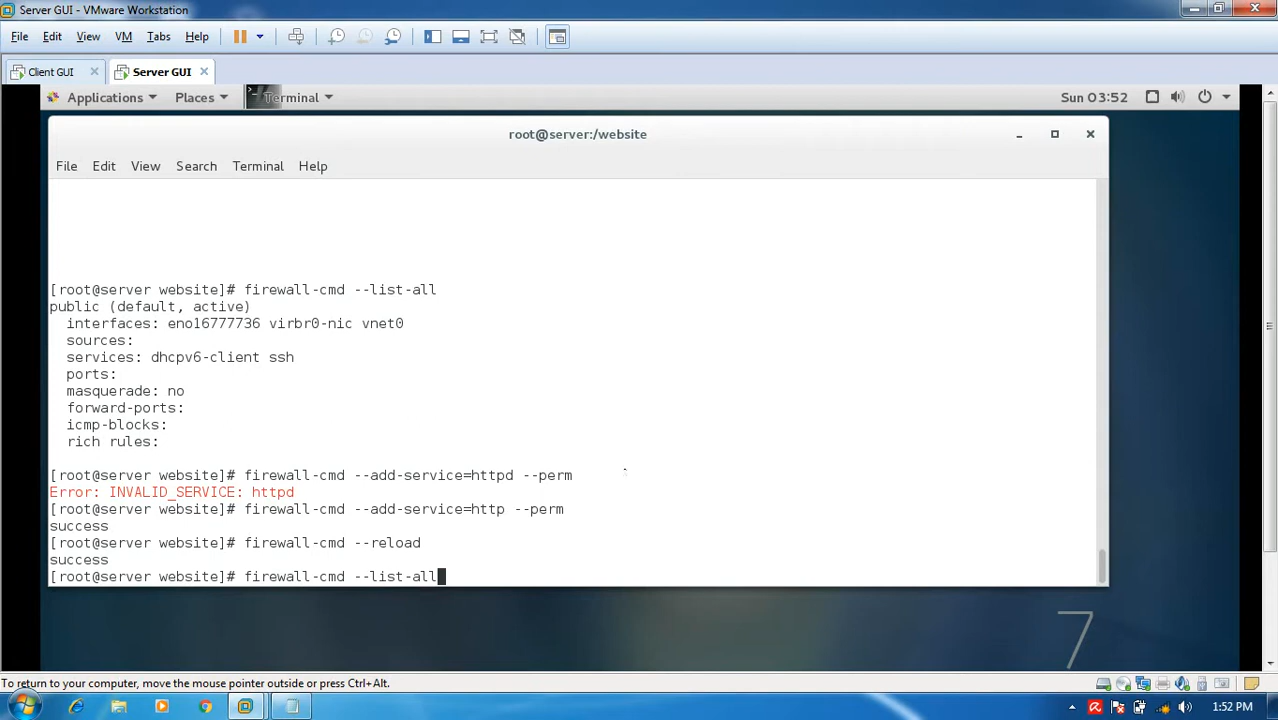 Server GUI - VMware Workstation
File Edit View VM Tabs Help
Client GUI Server GUI
Applications Places Terminal Sun 03:52
root@server:/website
File Edit View Search Terminal Help
[root@server website]# firewall-cmd --list-all
public (default, active)
interfaces: eno16777736 virbr0-nic vnet0
sources:
services: dhcpv6-client ssh
ports:
masquerade: no
forward-ports:
icmp-blocks:
rich rules:
[root@server website]# firewall-cmd --add-service=httpd --perm
Error: INVALID_SERVICE: httpd
[root@server website]# firewall-cmd --add-service=http --perm
success
[root@server website]# firewall-cmd --reload
success
[root@server website]# firewall-cmd --list-all
7
To return to your computer, move the mouse pointer outside or press Ctrl+Alt.
1:52 PM